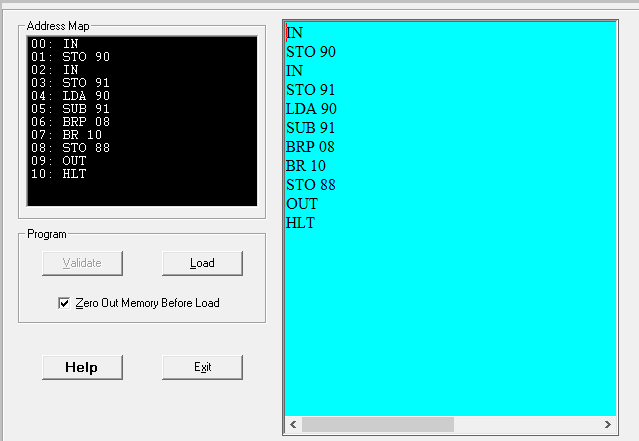 Address Map
00: IN
01: STO 90
02: IN
03: STO 91
04: LDA 90
05: SUB 91
06: BRP 08
07: BR 10
08: STO 88
09: OUT
10: HLT
Program
Validate
Load
Zero Out Memory Before Load
Help
Exit
IN
STO 90
IN
STO 91
LDA 90
SUB 91
BRP 08
BR 10
STO 88
OUT
HLT